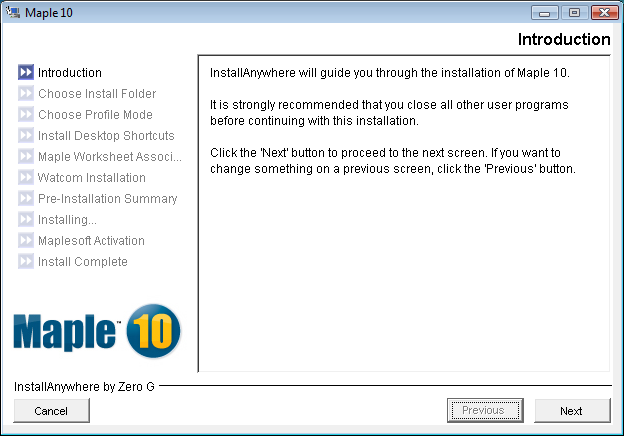 Maple 10
Introduction
Introduction
Choose Install Folder
Choose Profile Mode
Install Desktop Shortcuts
Maple Worksheet Associ...
Watcom Installation
Pre-Installation Summary
Installing...
Maplesoft Activation
Install Complete
InstallAnywhere will guide you through the installation of Maple 10.
It is strongly recommended that you close all other user programs
before continuing with this installation.
Click the 'Next' button to proceed to the next screen. If you want to
change something on a previous screen, click the 'Previous' button.
Maple™ 10
InstallAnywhere by Zero G
Cancel
Previous
Next